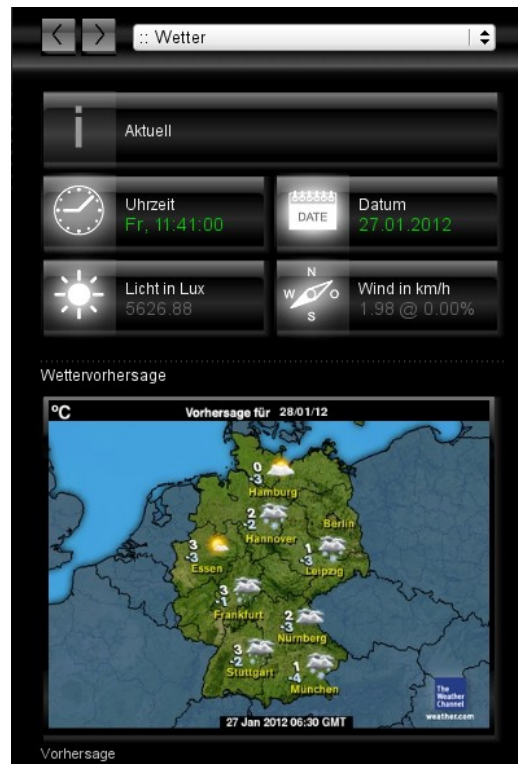 :: Wetter
i
Aktuell
Uhrzeit
Fr, 11:41:00
DATE
Datum
27.01.2012
Licht in Lux
5626.88
N
W O
S
Wind in km/h
1.98 @ 0.00%
Wettervorhersage
°C
Vorhersage für 28/01/12
0
-3
Hamburg
2
-2
Hannover
Berlin
3
-3
Essen
1
-3
Leipzig
3
-1
Frankfurt
2
-3
Nürnberg
3
-2
Stuttgart
1
-4
München
The
Weather
Channel
weather.com
27 Jan 2012 06:30 GMT
Vorhersage